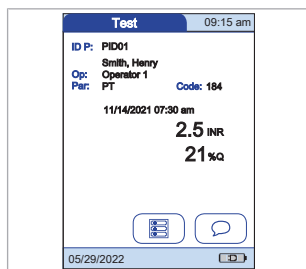 Test 09:15 am
ID P: PID01
Smith, Henry
Op: Operator 1
Par: PT Code: 184
11/14/2021 07:30 am
2.5 INR
21 %Q
05/29/2022